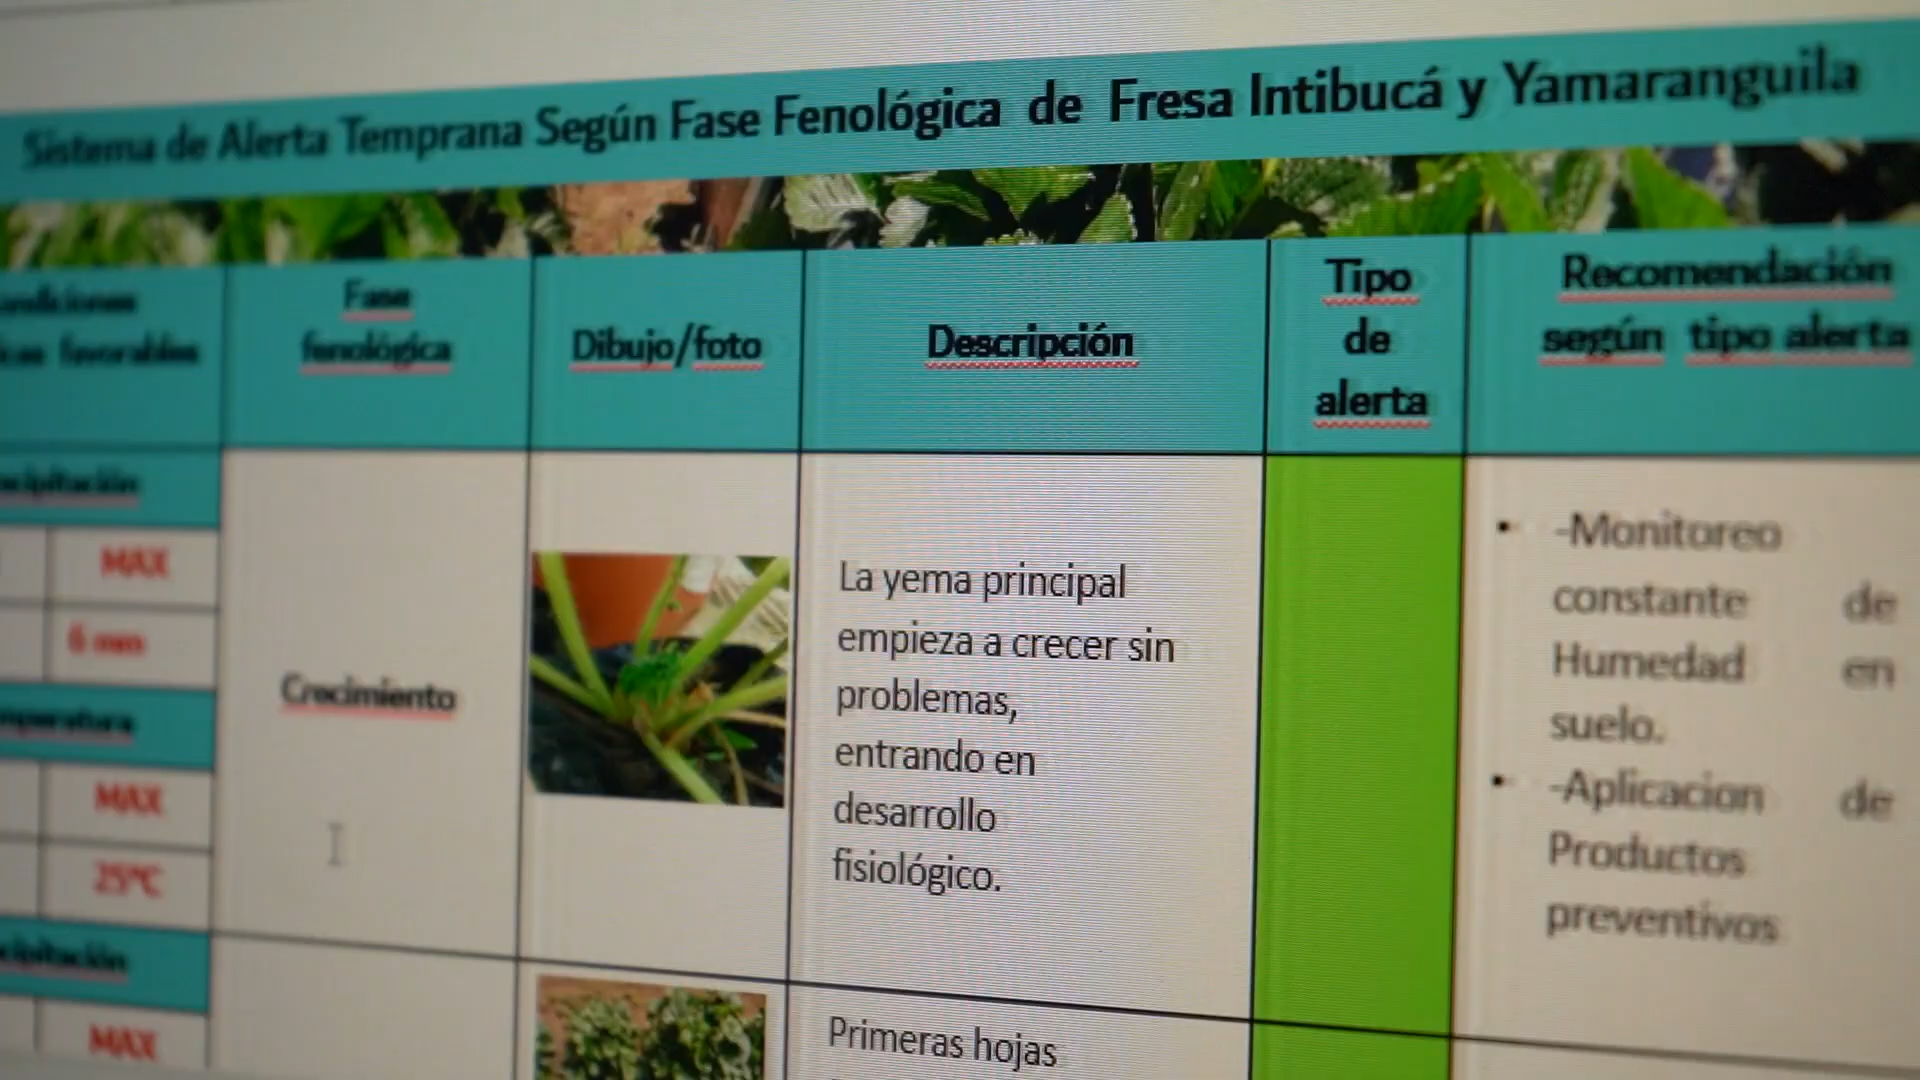 Sistema de Alerta Temprana Según Fase Fenológica de Fresa Intibucá y Yamaranguila
favorables
Fase
fenológica
Dibujo/foto
Descripción
Tipo
de
alerta
Recomendación
según tipo alerta
MAX
6 mm
MAX
25°C
MAX
Crecimiento
La yema principal
empieza a crecer sin
problemas,
entrando en
desarrollo
fisiológico.
• -Monitoreo
constante de
Humedad en
suelo.
• -Aplicacion de
Productos
preventivos
Primeras hojas